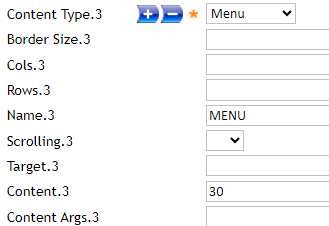 Content Type.3 + − * Menu
Border Size.3
Cols.3
Rows.3
Name.3 MENU
Scrolling.3
Target.3
Content.3 30
Content Args.3